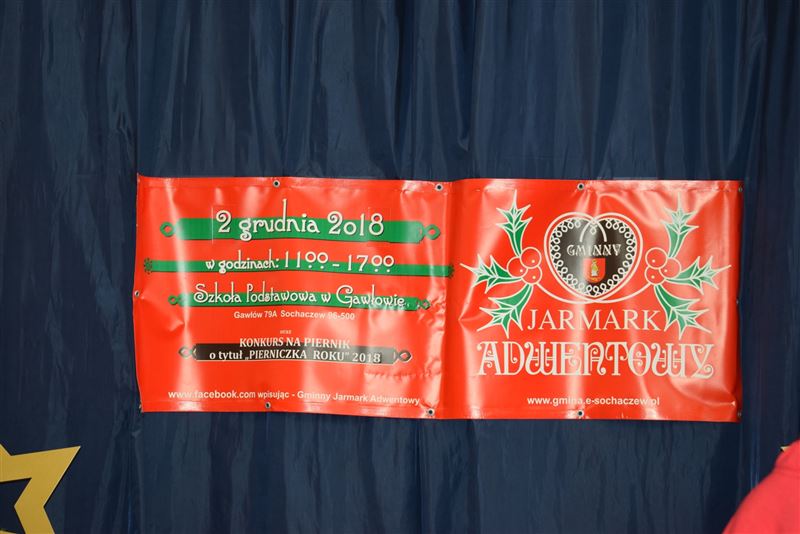 2 grudnia 2018
w godzinach: 11⁰⁰ - 17⁰⁰
Szkoła Podstawowa w Gawłowie,
Gawłów 79A Sochaczew 96-500
oraz
KONKURS NA PIERNIK
o tytuł „PIERNICZKA ROKU" 2018
www.facebook.com wpisując - Gminny Jarmark Adwentowy
GMINNY
JARMARK
ADWENTOWY
www.gmina.e-sochaczew.pl